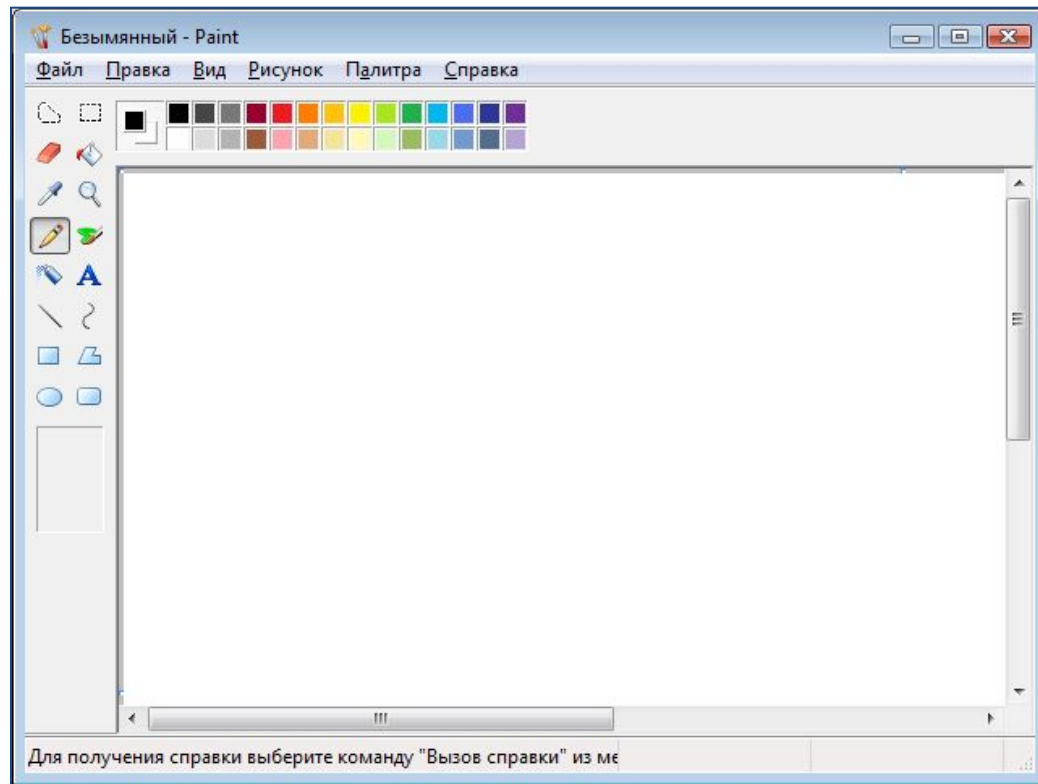 Безымянный - Paint
Файл Правка Вид Рисунок Палитра Справка
A
Для получения справки выберите команду "Вызов справки" из ме